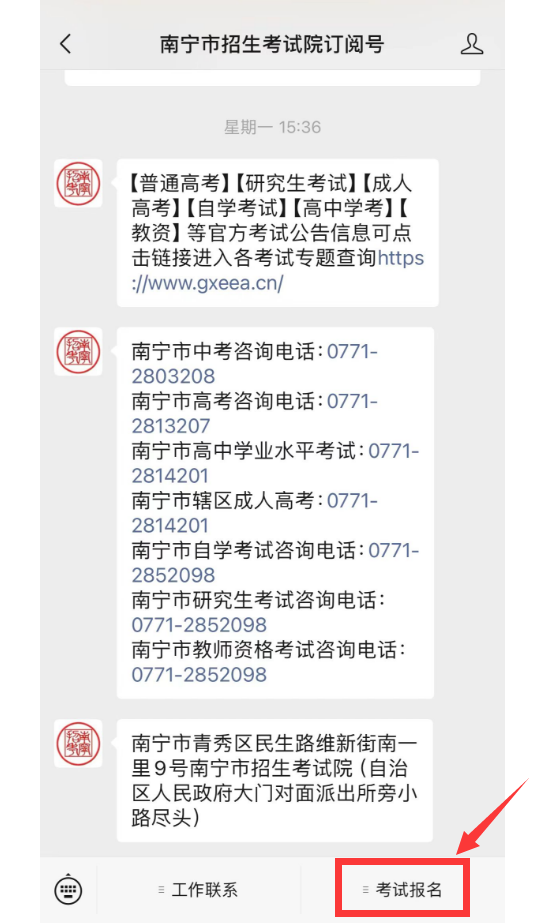 南宁市招生考试院订阅号
星期一 15:36
【普通高考】【研究生考试】【成人
高考】【自学考试】【高中学考】【
教资】等官方考试公告信息可点
击链接进入各考试专题查询https
://www.gxeea.cn/
南宁市中考咨询电话：0771-
2803208
南宁市高考咨询电话：0771-
2813207
南宁市高中学业水平考试：0771-
2814201
南宁市辖区成人高考：0771-
2814201
南宁市自学考试咨询电话：0771-
2852098
南宁市研究生考试咨询电话：
0771-2852098
南宁市教师资格考试咨询电话：
0771-2852098
南宁市青秀区民生路维新街南一
里9号南宁市招生考试院（自治
区人民政府大门对面派出所旁小
路尽头）
工作联系
考试报名